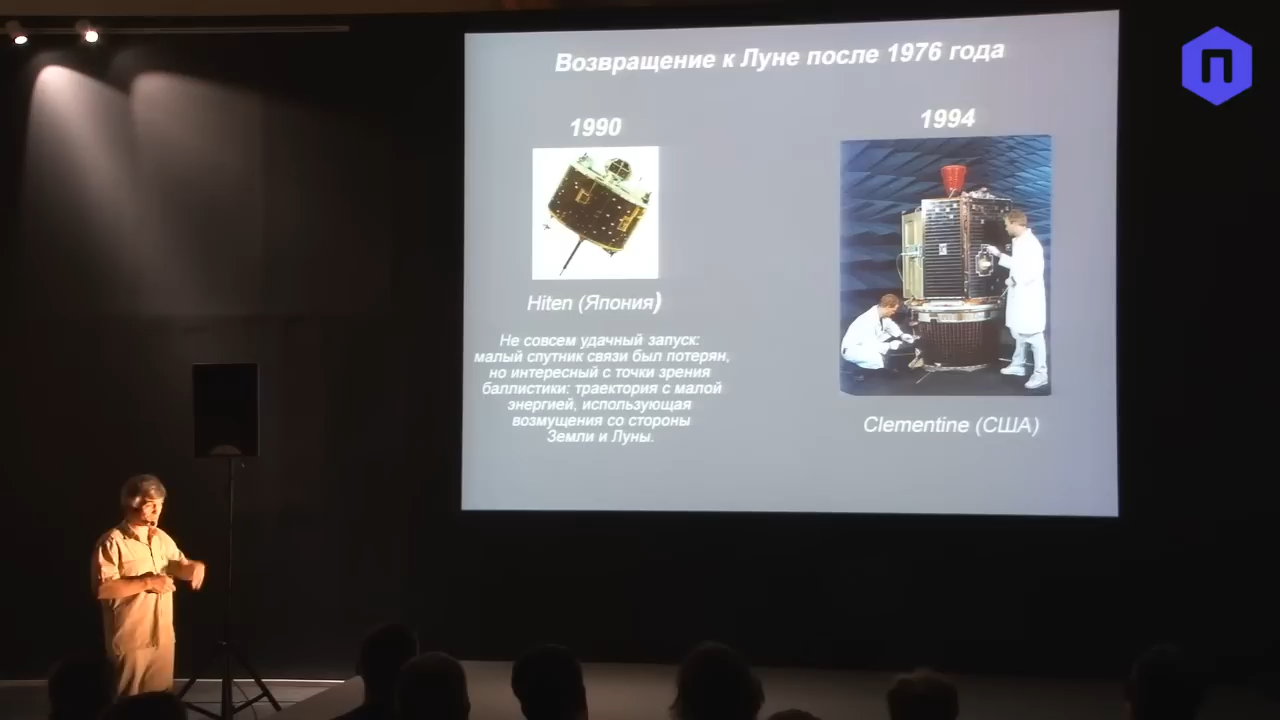 Возвращение к Луне после 1976 года
1990
Hiten (Япония)
Не совсем удачный запуск:
малый спутник связи был потерян,
но интересный с точки зрения
баллистики: траектория с малой
энергией, использующая
возмущения со стороны
Земли и Луны.
1994
Clementine (США)
П